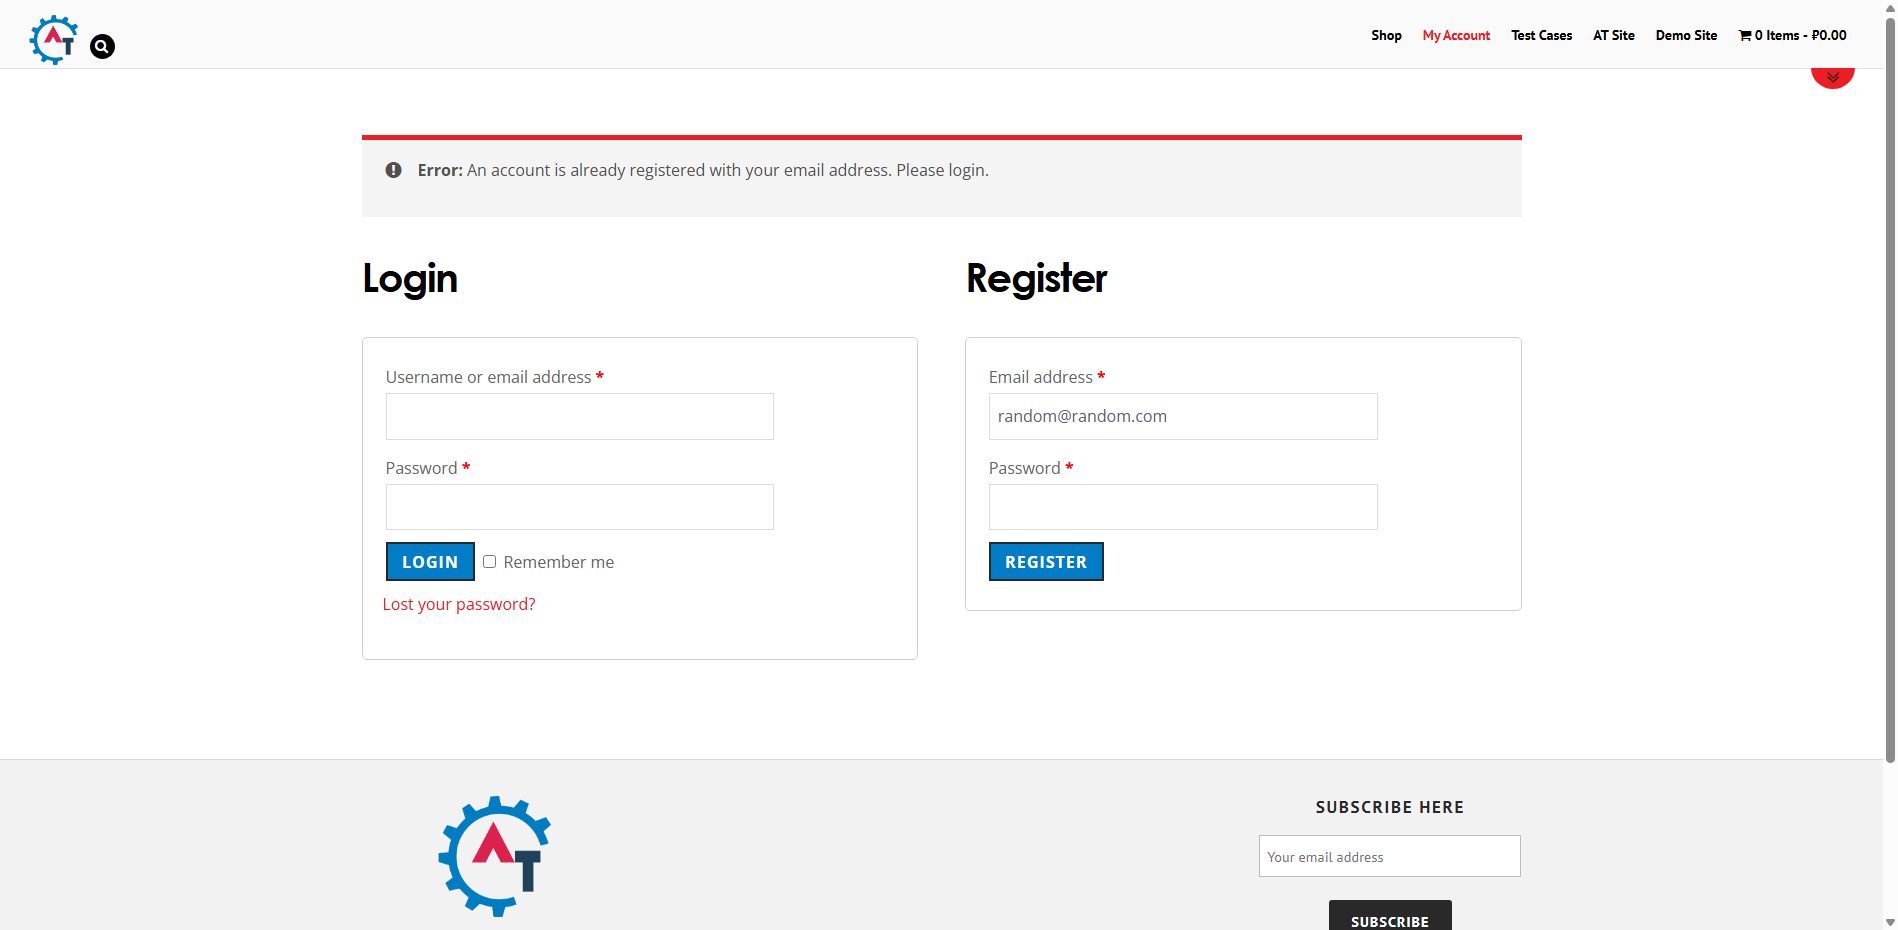 AT
Shop My Account Test Cases AT Site Demo Site 0 Items - ₽0.00
Error: An account is already registered with your email address. Please login.
Login
Username or email address *
Password *
LOGIN Remember me
Lost your password?
Register
Email address *
random@random.com
Password *
REGISTER
AT
SUBSCRIBE HERE
Your email address
SUBSCRIBE